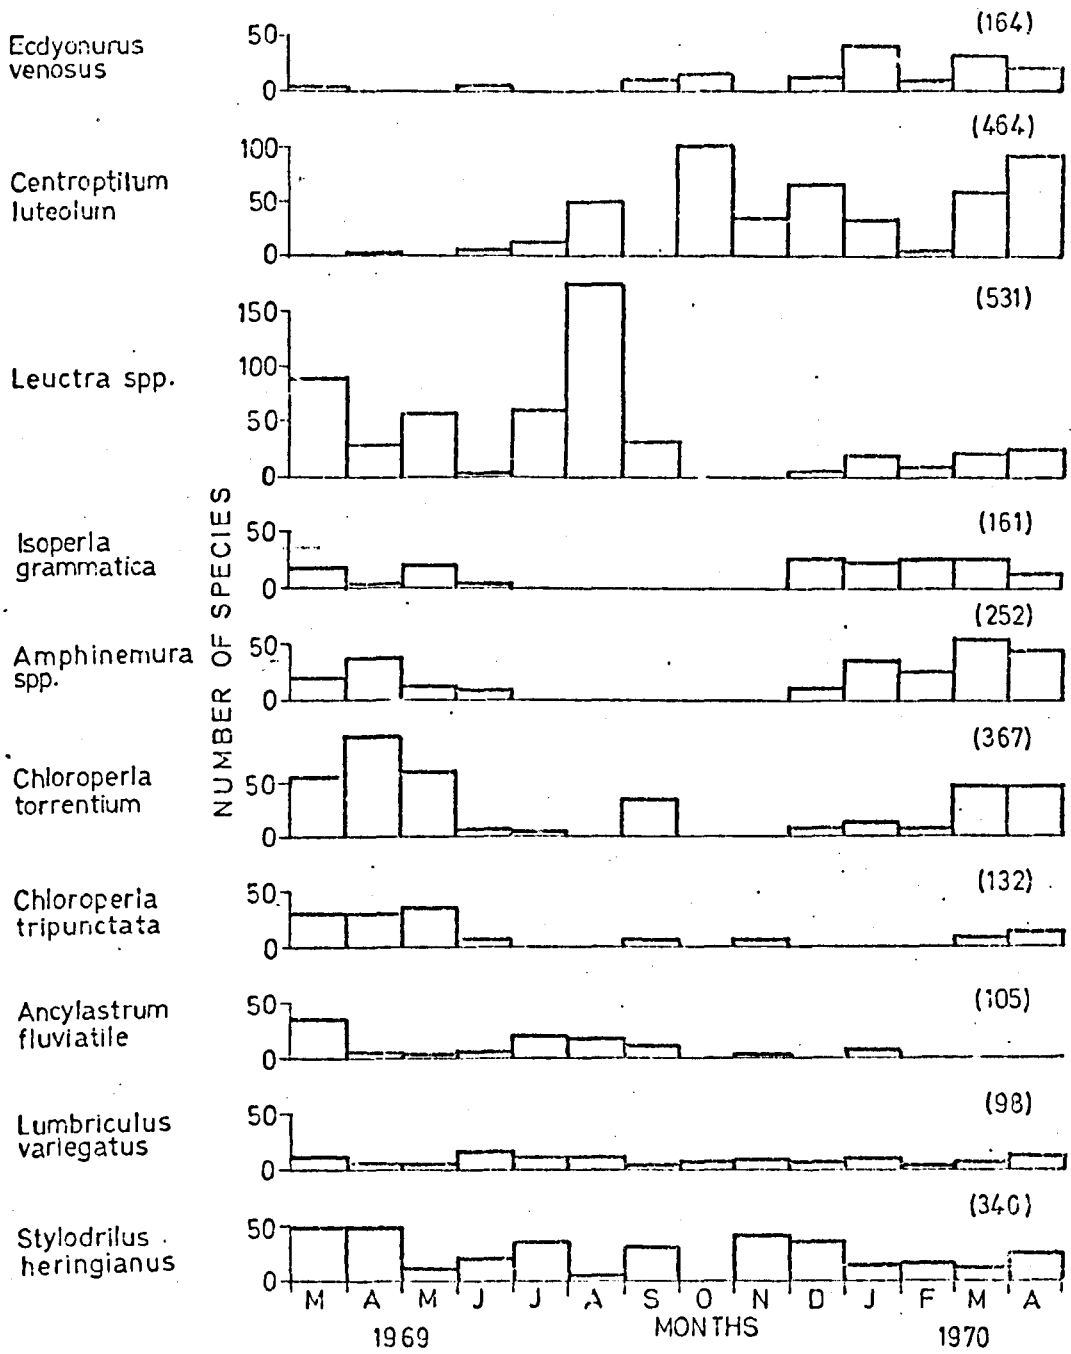 Ecdyonurus
venosus
50
0
(164)
Centroptilum
luteolum
100
50
0
(464)
Leuctra spp.
150
100
50
0
(531)
Isoperla
grammatica
50
0
(161)
Amphinemura
spp.
50
0
(252)
Chloroperla
torrentium
50
0
(367)
Chloroperla
tripunctata
50
0
(132)
Ancylastrum
fluviatile
50
0
(105)
Lumbriculus
variegatus
50
0
(98)
Stylodrilus
heringianus
50
0
(340)
NUMBER OF SPECIES
M A M J J A S O N D J F M A
MONTHS
1969 1970